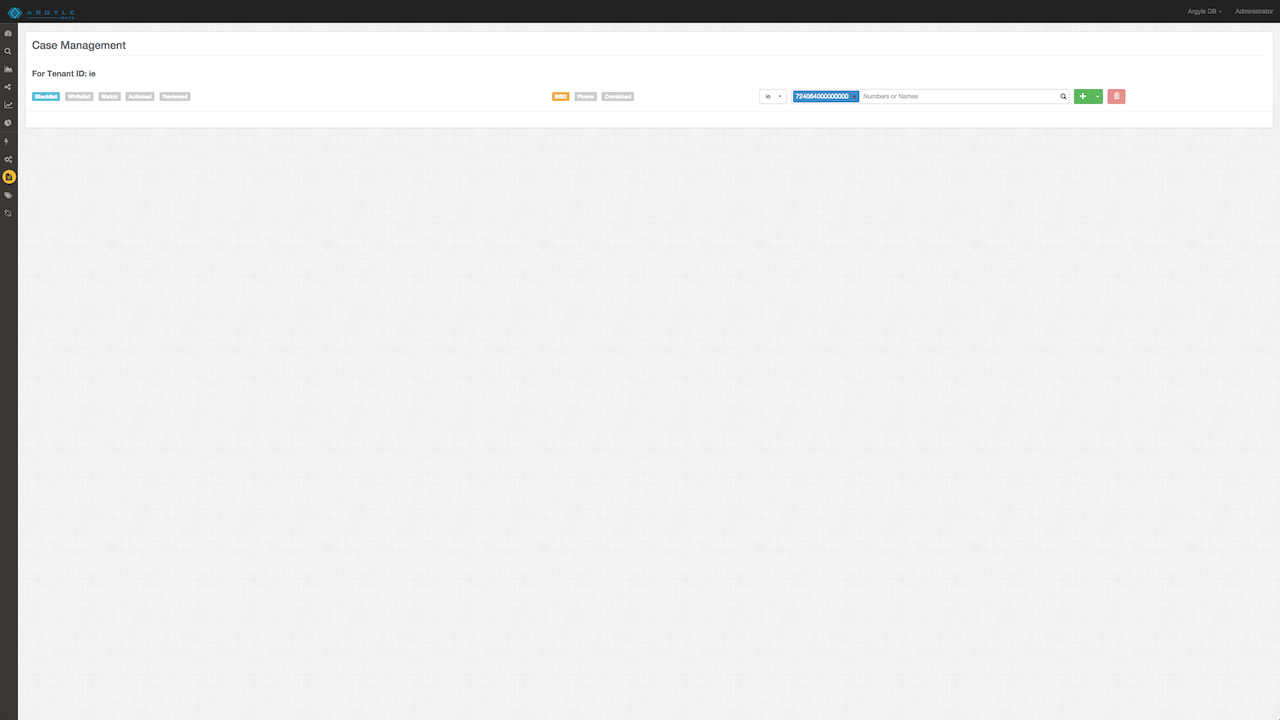 ARGYLE DATA
Argyle DB Administrator
Case Management
For Tenant ID: ie
Blacklist Whitelist Watch Actioned Reviewed IMEI Phone Combined ie 724064000000000 Numbers or Names